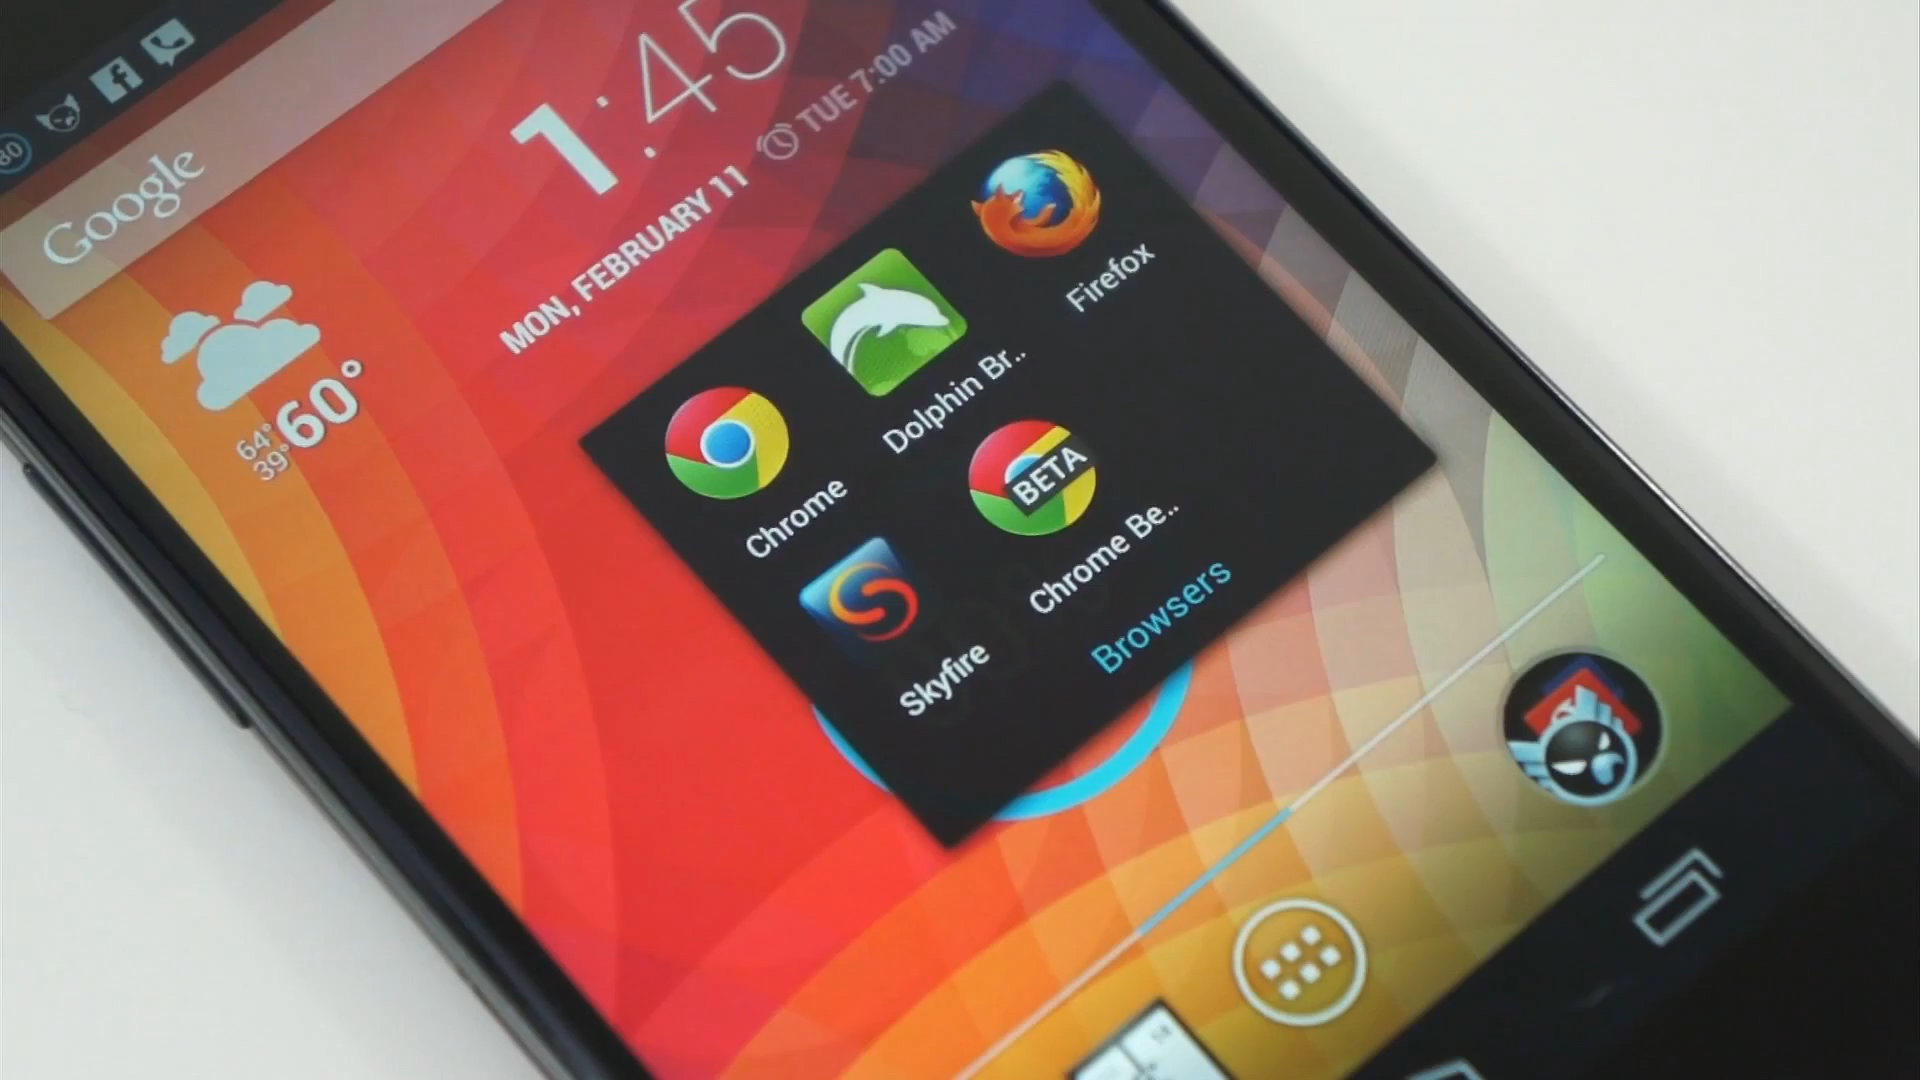 80
Google
1:45
MON, FEBRUARY 11
TUE 7:00 AM
60°
64°
39°
Chrome
Dolphin Br..
Firefox
Skyfire
BETA
Chrome Be..
Browsers